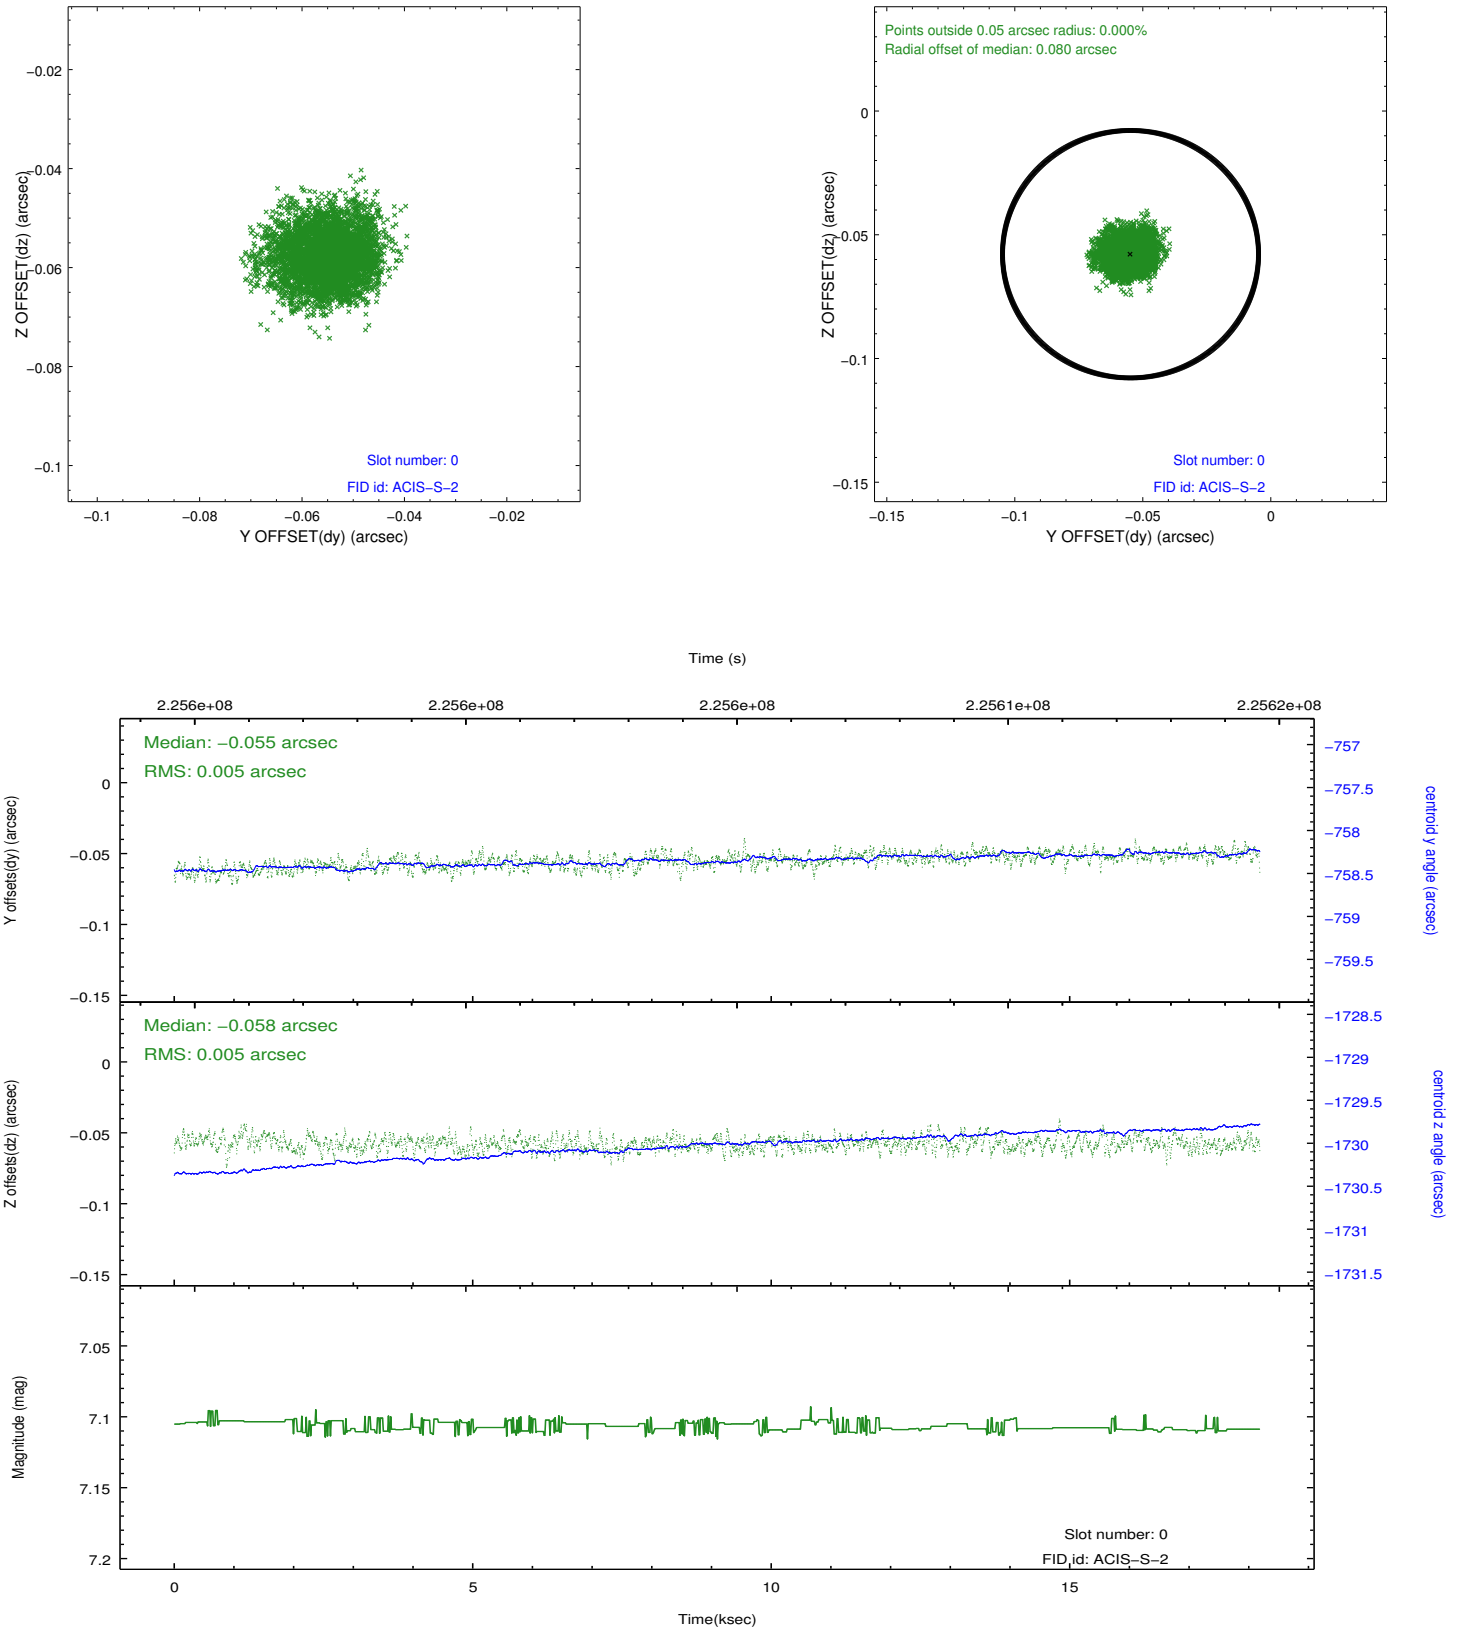 Z OFFSET(dz) (arcsec)
−0.02
−0.04
−0.06
−0.08
−0.1
Slot number: 0
FID id: ACIS−S−2
−0.1 −0.08 −0.06 −0.04 −0.02
Y OFFSET(dy) (arcsec)
Points outside 0.05 arcsec radius: 0.000%
Radial offset of median: 0.080 arcsec
Z OFFSET(dz) (arcsec)
0
−0.05
−0.1
−0.15
Slot number: 0
FID id: ACIS−S−2
−0.15 −0.1 −0.05 0
Y OFFSET(dy) (arcsec)
Time (s)
2.256e+08 2.256e+08 2.256e+08 2.2561e+08 2.2562e+08
Median: −0.055 arcsec
RMS: 0.005 arcsec
Y offsets(dy) (arcsec)
0
−0.05
−0.1
−0.15
−757
−757.5
−758
−758.5
−759
−759.5
centroid y angle (arcsec)
Median: −0.058 arcsec
RMS: 0.005 arcsec
Z offsets(dz) (arcsec)
0
−0.05
−0.1
−0.15
−1728.5
−1729
−1729.5
−1730
−1730.5
−1731
−1731.5
centroid z angle (arcsec)
Magnitude (mag)
7.05
7.1
7.15
7.2
Slot number: 0
FID id: ACIS−S−2
0 5 10 15
Time(ksec)